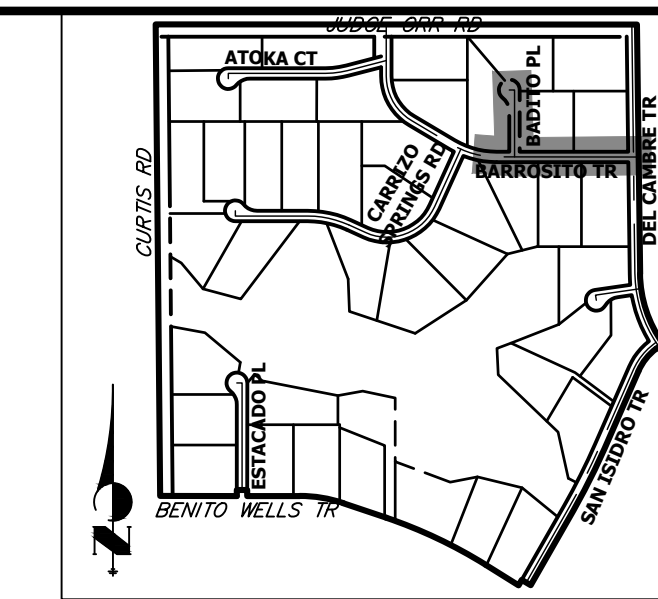 JUDGE ORR RD
ATOKA CT
BADITO PL
CURTIS RD
CARRIZO
SPRINGS RD
BARROSITO TR
DEL CAMBRE TR
ESTACADO PL
SAN ISIDRO TR
BENITO WELLS TR
N